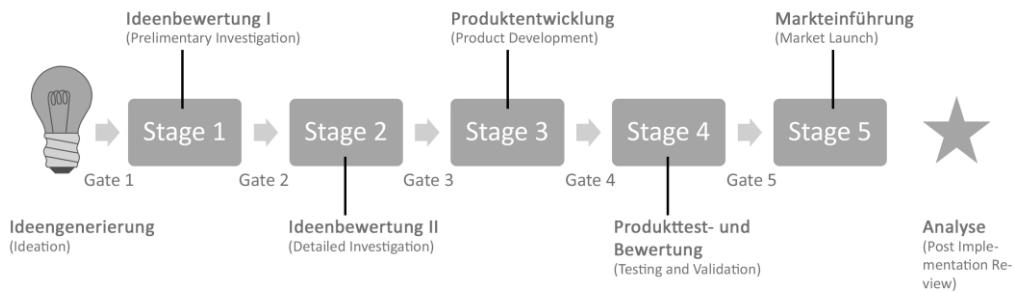 Ideenbewertung I
(Prelimentary Investigation)
Produktentwicklung
(Product Development)
Markteinführung
(Market Launch)
Stage 1
Stage 2
Stage 3
Stage 4
Stage 5
Gate 1
Gate 2
Gate 3
Gate 4
Gate 5
Ideengenerierung
(Ideation)
Ideenbewertung II
(Detailed Investigation)
Produkttest- und
Bewertung
(Testing and Validation)
Analyse
(Post Imple-
mentation Re-
view)